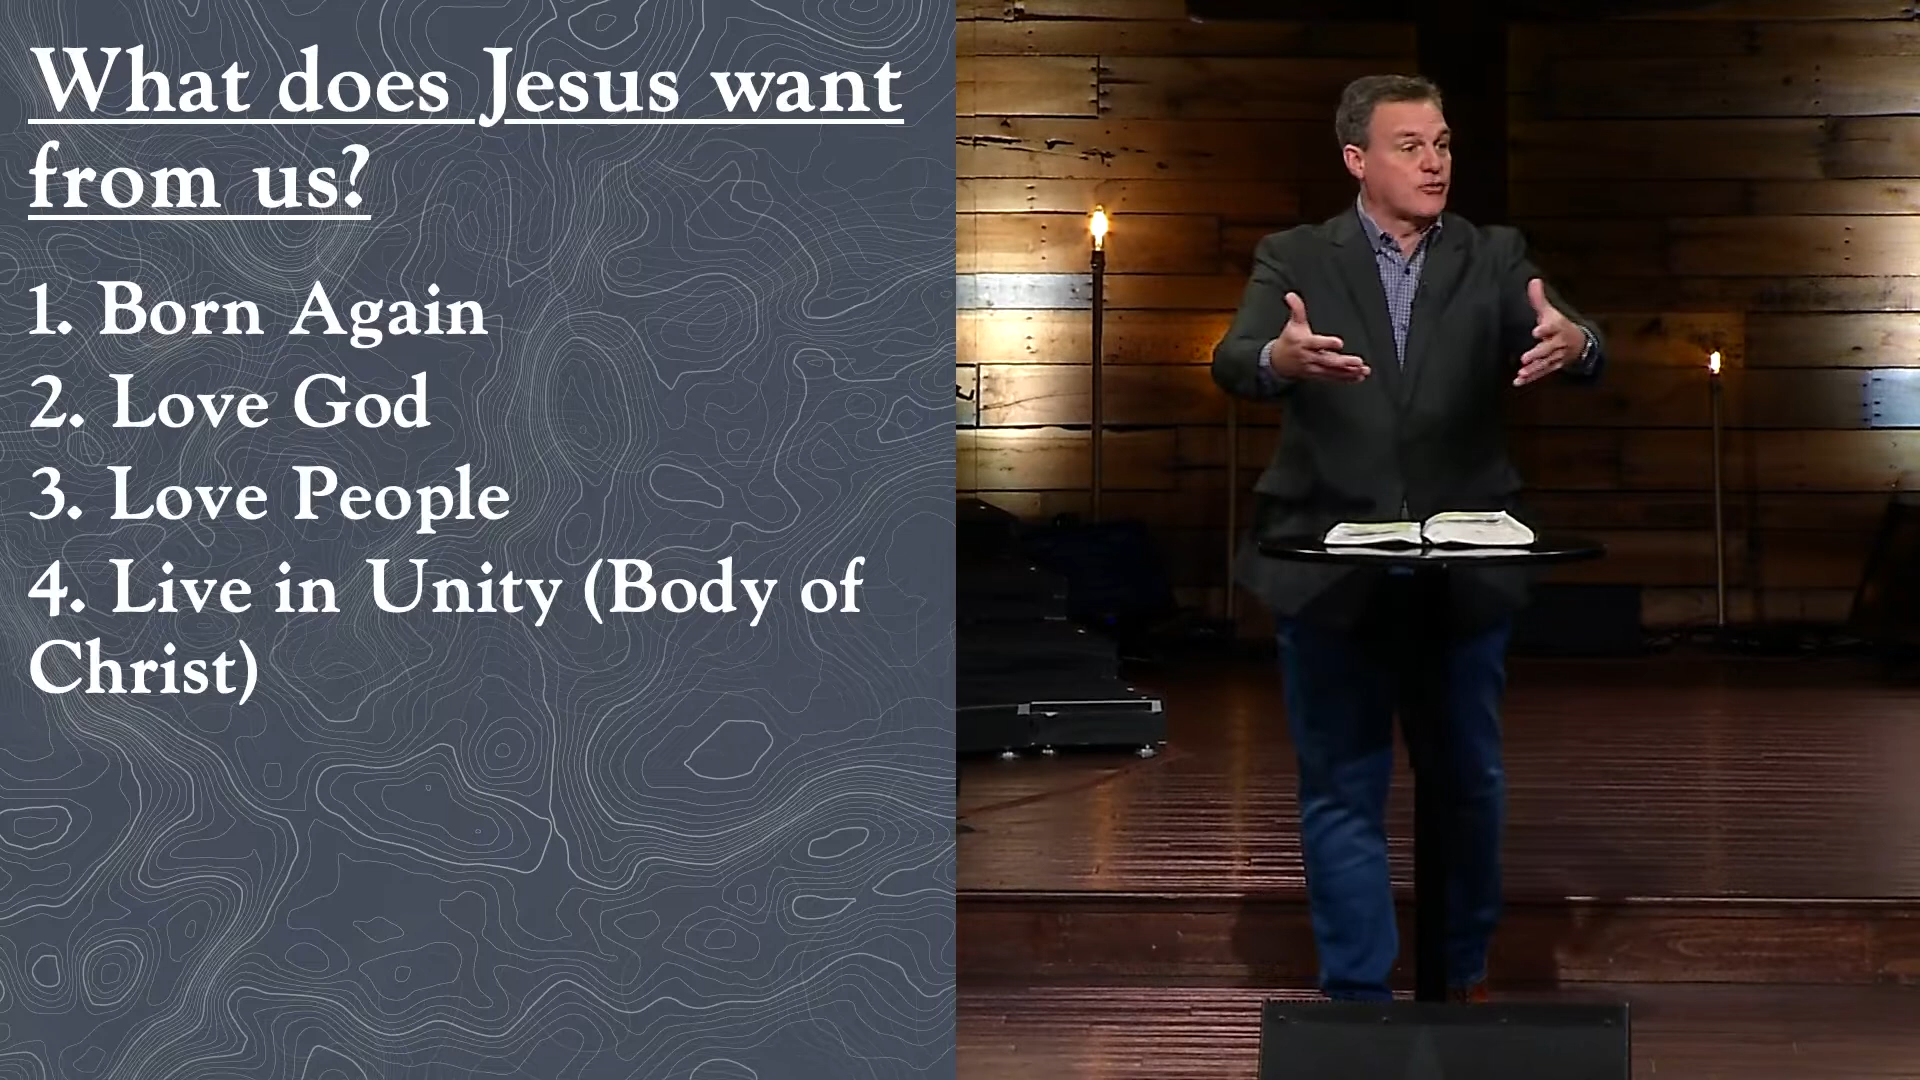 What does Jesus want
from us?
1. Born Again
2. Love God
3. Love People
4. Live in Unity (Body of
Christ)